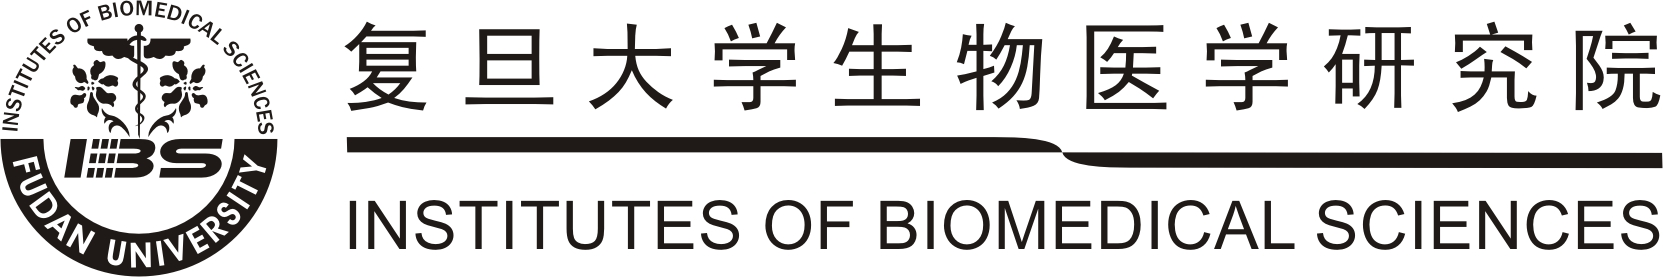 INSTITUTES OF BIOMEDICAL SCIENCES
IBS
FUDAN UNIVERSITY
复旦大学生物医学研究院
INSTITUTES OF BIOMEDICAL SCIENCES